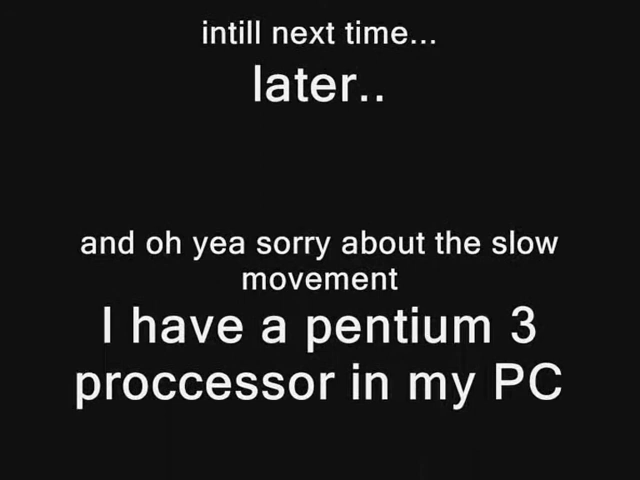 intill next time...
later..
and oh yea sorry about the slow
movement
I have a pentium 3
proccessor in my PC